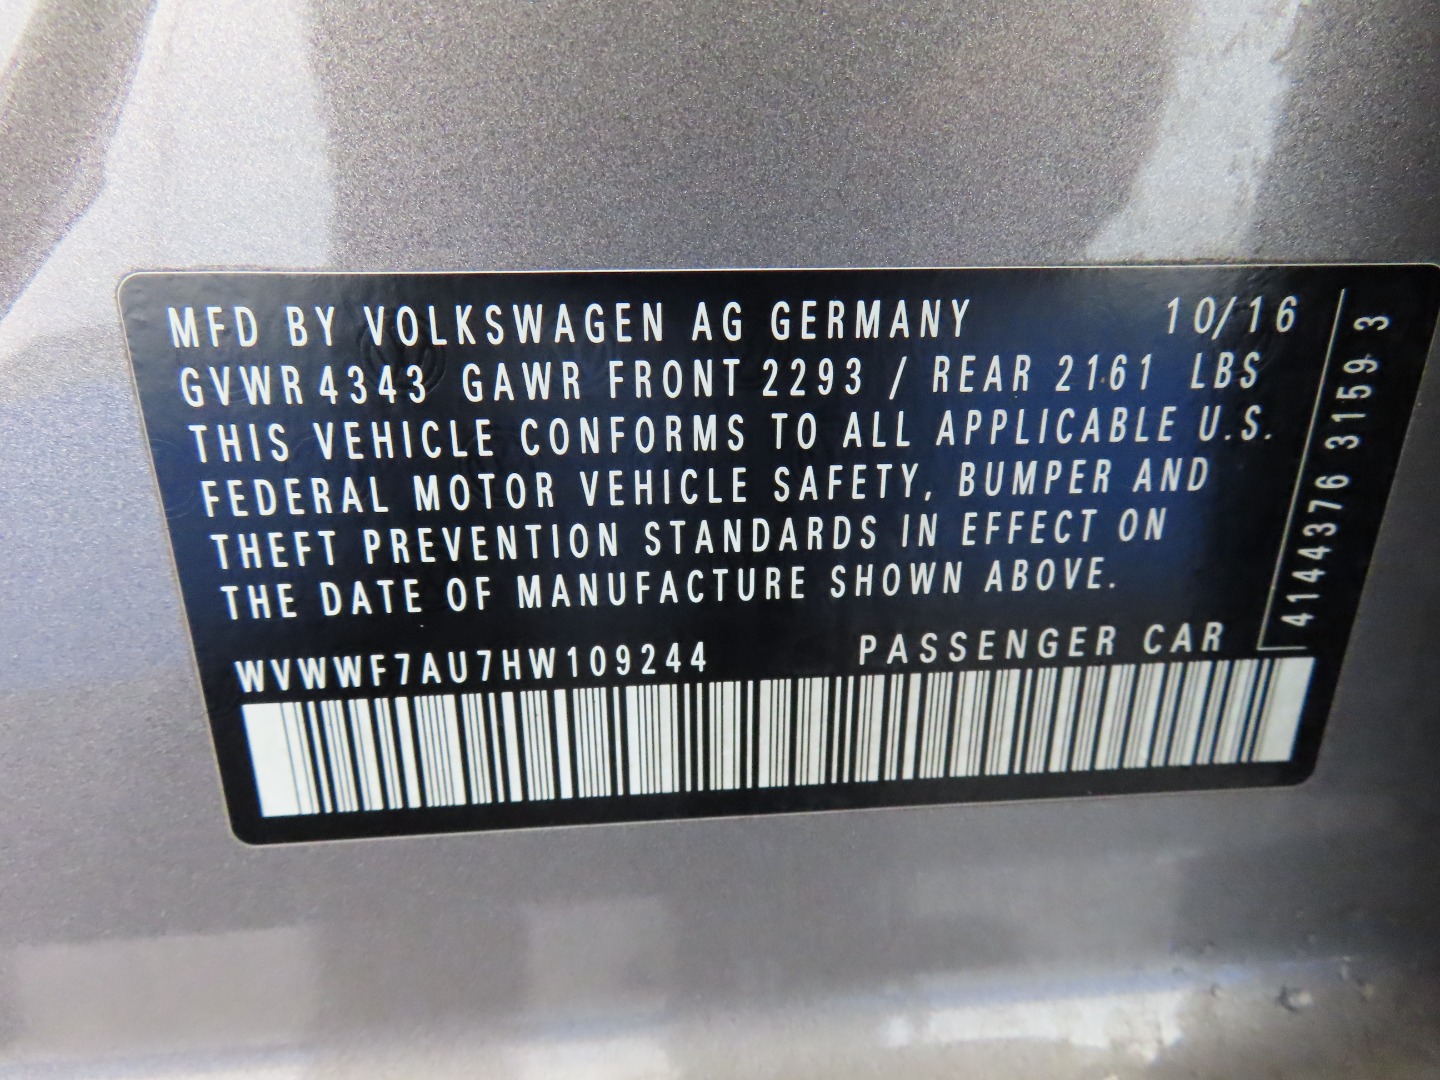 MFD BY VOLKSWAGEN AG GERMANY 10/16
GVWR 4343 GAWR FRONT 2293 / REAR 2161 LBS
THIS VEHICLE CONFORMS TO ALL APPLICABLE U.S.
FEDERAL MOTOR VEHICLE SAFETY, BUMPER AND
THEFT PREVENTION STANDARDS IN EFFECT ON
THE DATE OF MANUFACTURE SHOWN ABOVE.
WVWWF7AU7HW109244 PASSENGER CAR
4144376 3159 3